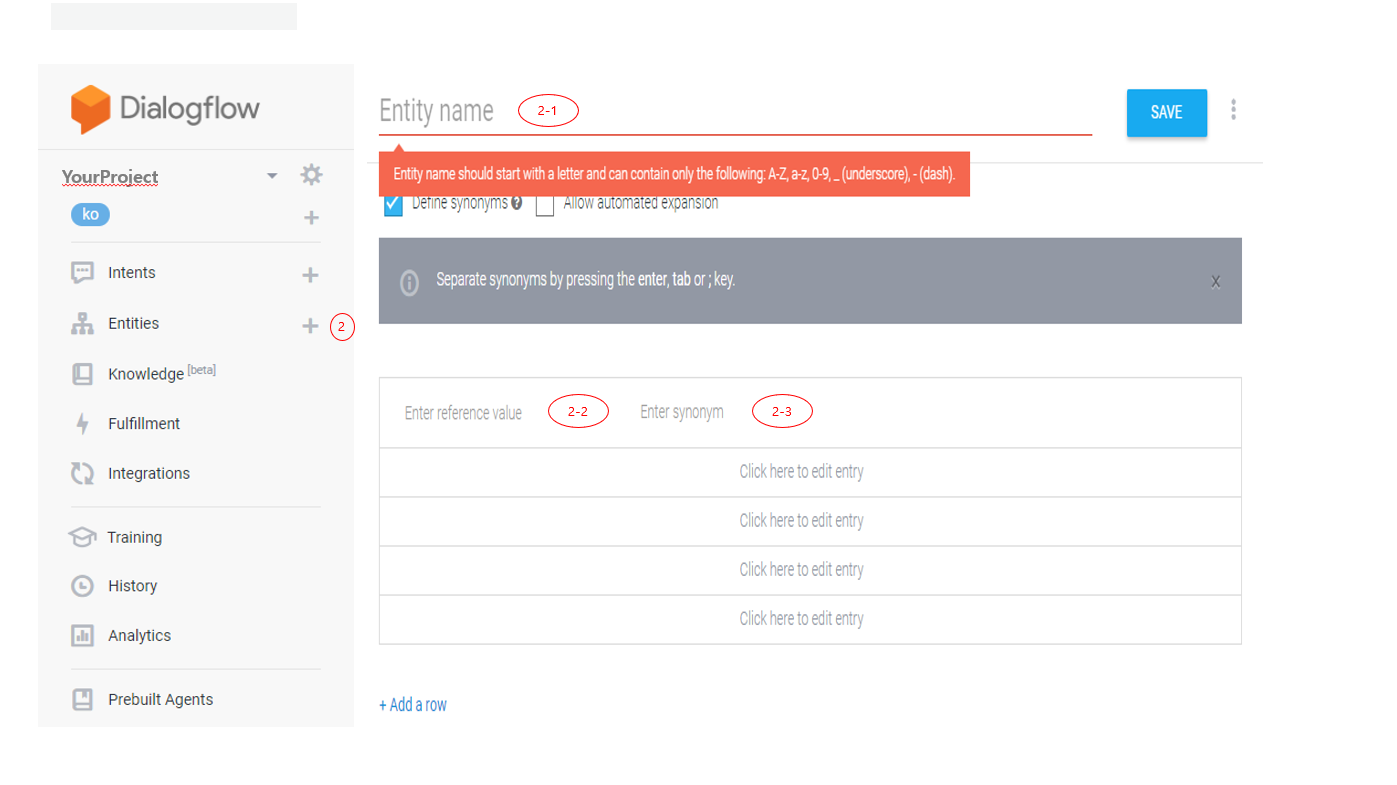 Dialogflow
YourProject
ko
Intents
Entities
2
Knowledge [beta]
Fulfillment
Integrations
Training
History
Analytics
Prebuilt Agents
Entity name
2-1
SAVE
Entity name should start with a letter and can contain only the following: A-Z, a-z, 0-9, _ (underscore), - (dash).
Define synonyms ? Allow automated expansion
Separate synonyms by pressing the enter, tab or ; key.
x
Enter reference value 2-2 Enter synonym 2-3
Click here to edit entry
Click here to edit entry
Click here to edit entry
Click here to edit entry
+ Add a row